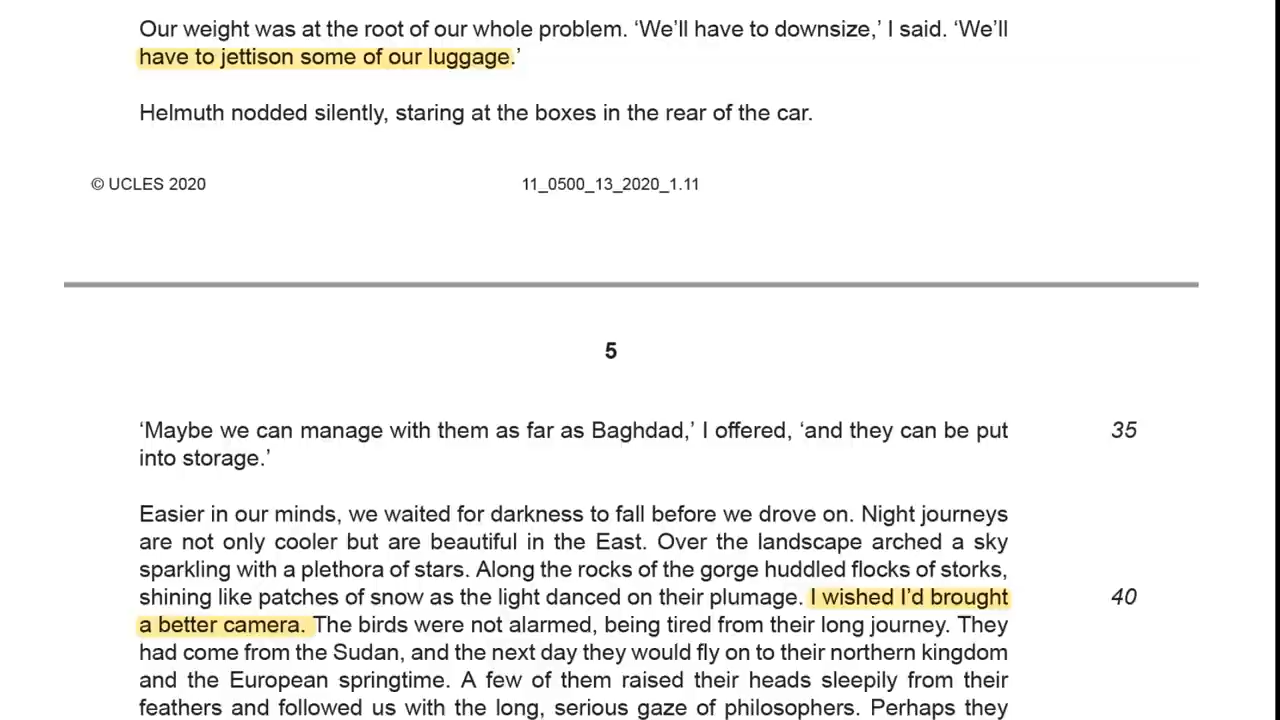 Our weight was at the root of our whole problem. ‘We’ll have to downsize,’ I said. ‘We’ll
have to jettison some of our luggage.’
Helmuth nodded silently, staring at the boxes in the rear of the car.
© UCLES 2020 11_0500_13_2020_1.11
5
‘Maybe we can manage with them as far as Baghdad,’ I offered, ‘and they can be put 35
into storage.’
Easier in our minds, we waited for darkness to fall before we drove on. Night journeys
are not only cooler but are beautiful in the East. Over the landscape arched a sky
sparkling with a plethora of stars. Along the rocks of the gorge huddled flocks of storks,
shining like patches of snow as the light danced on their plumage. I wished I’d brought 40
a better camera. The birds were not alarmed, being tired from their long journey. They
had come from the Sudan, and the next day they would fly on to their northern kingdom
and the European springtime. A few of them raised their heads sleepily from their
feathers and followed us with the long, serious gaze of philosophers. Perhaps they